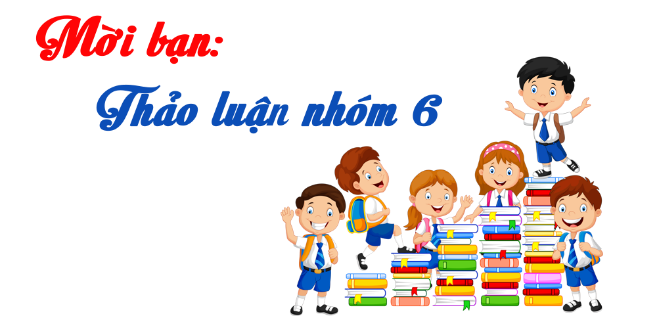 Mời bạn:
Thảo luận nhóm 6